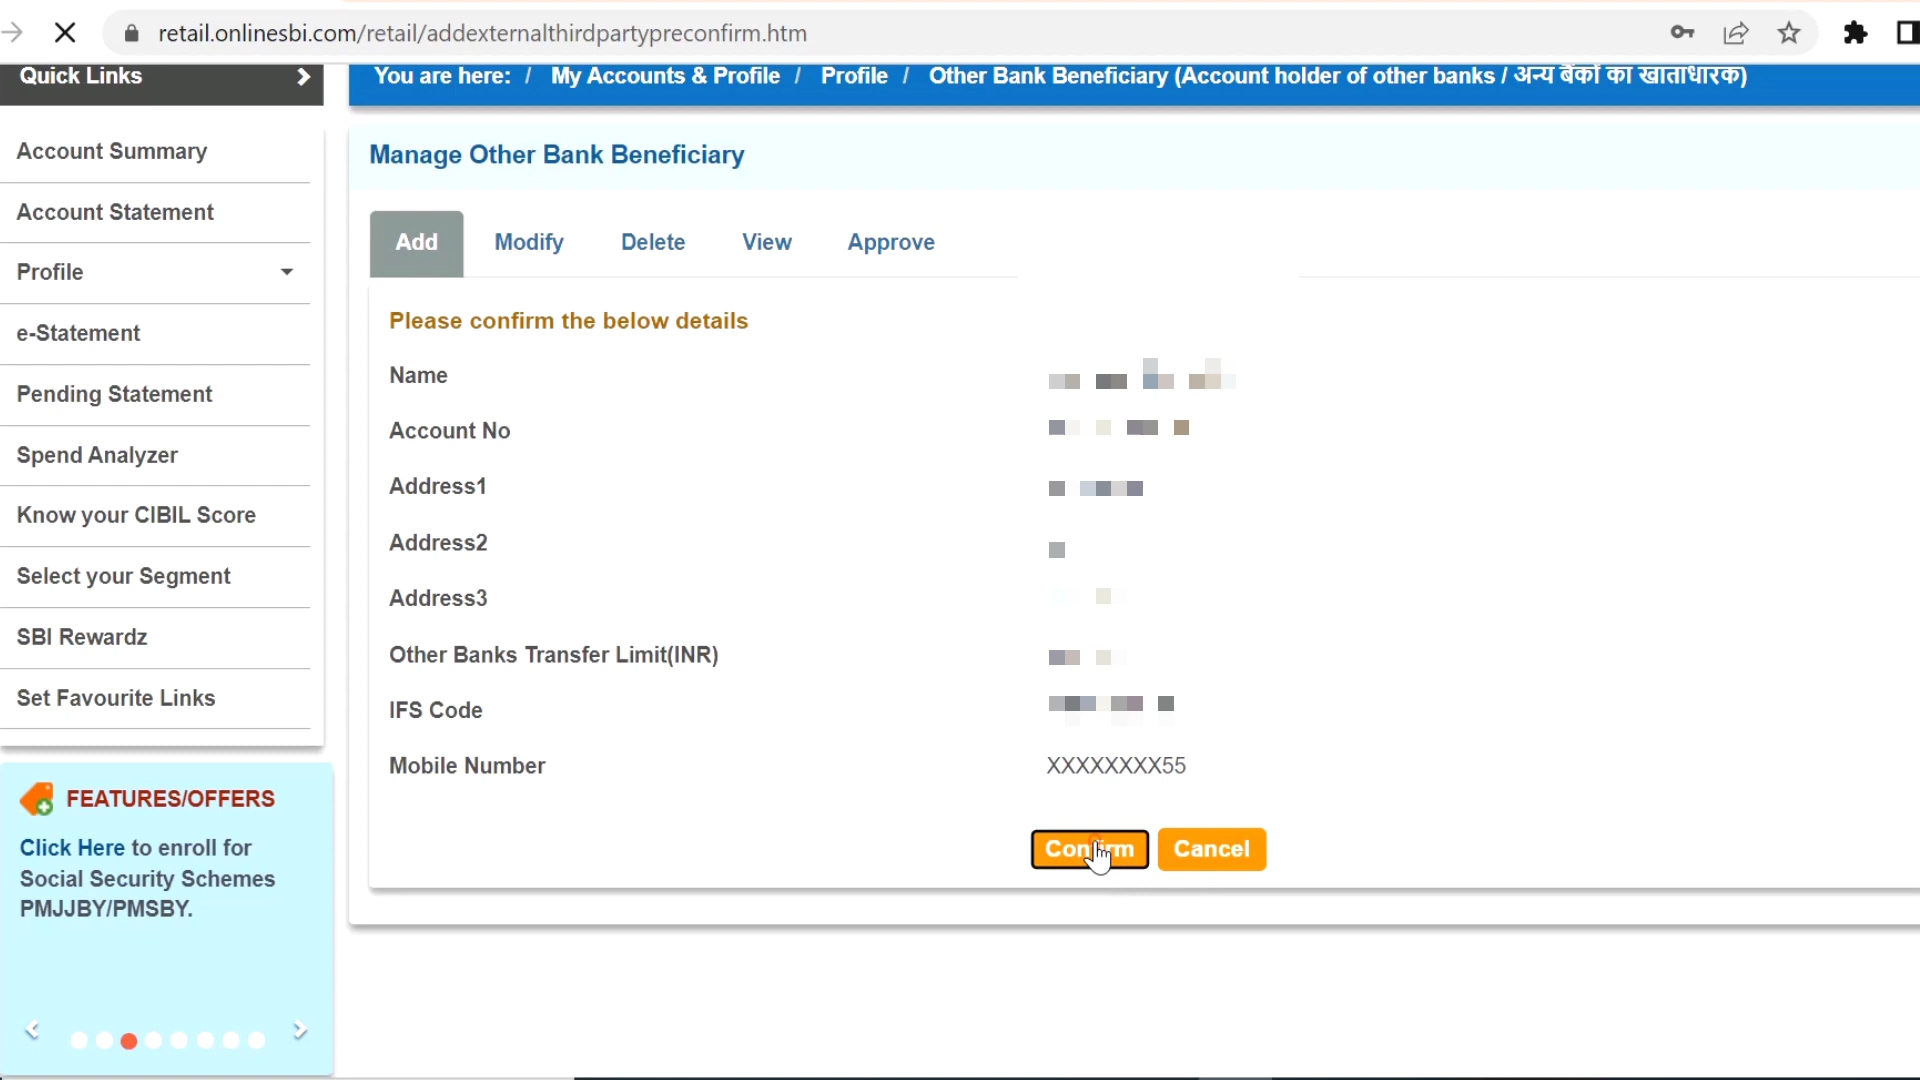 retail.onlinesbi.com/retail/addexternalthirdpartypreconfirm.htm
Quick Links
You are here: / My Accounts & Profile / Profile / Other Bank Beneficiary (Account holder of other banks / अन्य बैंकों का खाताधारक)
Account Summary
Account Statement
Profile
e-Statement
Pending Statement
Spend Analyzer
Know your CIBIL Score
Select your Segment
SBI Rewardz
Set Favourite Links
FEATURES/OFFERS
Click Here to enroll for
Social Security Schemes
PMJJBY/PMSBY.
Manage Other Bank Beneficiary
Add Modify Delete View Approve
Please confirm the below details
Name
Account No
Address1
Address2
Address3
Other Banks Transfer Limit(INR)
IFS Code
Mobile Number XXXXXXXX55
Confirm Cancel